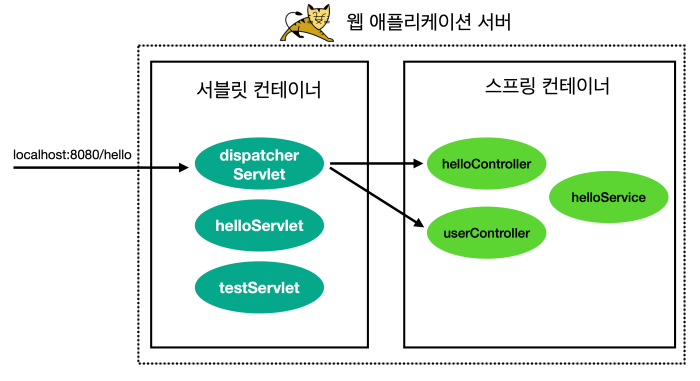 웹 애플리케이션 서버
서블릿 컨테이너
스프링 컨테이너
localhost:8080/hello
dispatcher
Servlet
helloServlet
testServlet
helloController
userController
helloService